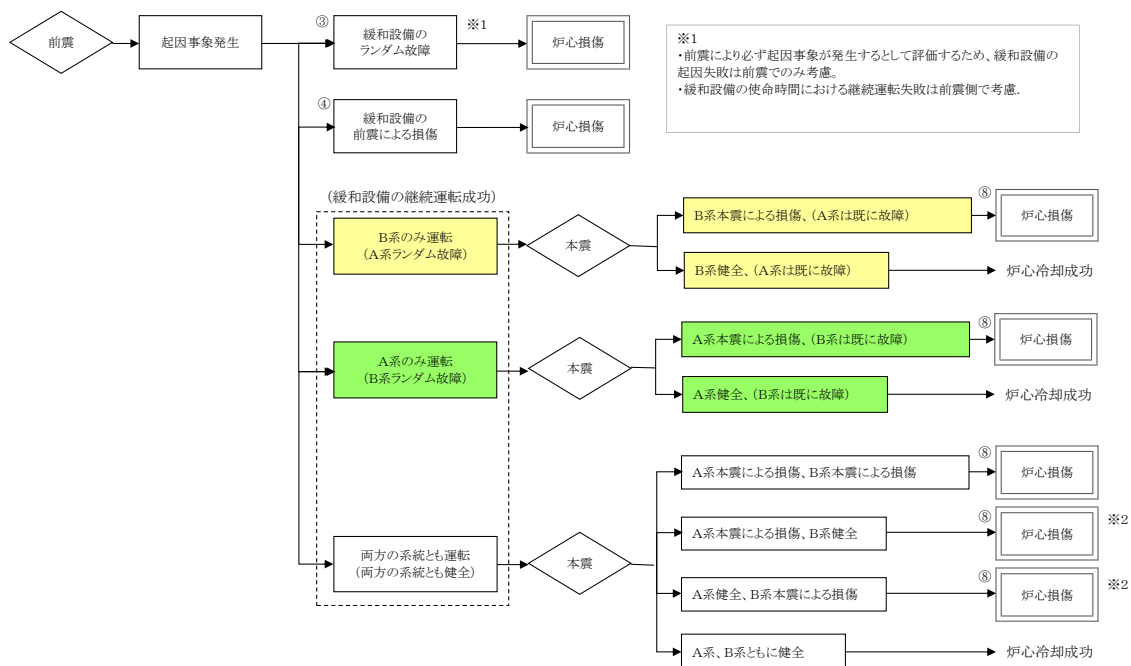 前震
起因事象発生
③
緩和設備の
ランダム故障
※1
炉心損傷
※1
・前震により必ず起因事象が発生するとして評価するため、緩和設備の
起因失敗は前震でのみ考慮。
・緩和設備の使命時間における継続運転失敗は前震側で考慮.
④
緩和設備の
前震による損傷
炉心損傷
(緩和設備の継続運転成功)
B系のみ運転
(A系ランダム故障)
本震
B系本震による損傷、(A系は既に故障)
⑧
炉心損傷
B系健全、(A系は既に故障)
炉心冷却成功
A系のみ運転
(B系ランダム故障)
本震
A系本震による損傷、(B系は既に故障)
⑧
炉心損傷
A系健全、(B系は既に故障)
炉心冷却成功
両方の系統とも運転
(両方の系統とも健全)
本震
A系本震による損傷、B系本震による損傷
⑧
炉心損傷
A系本震による損傷、B系健全
⑧
炉心損傷
※2
A系健全、B系本震による損傷
⑧
炉心損傷
※2
A系、B系ともに健全
炉心冷却成功